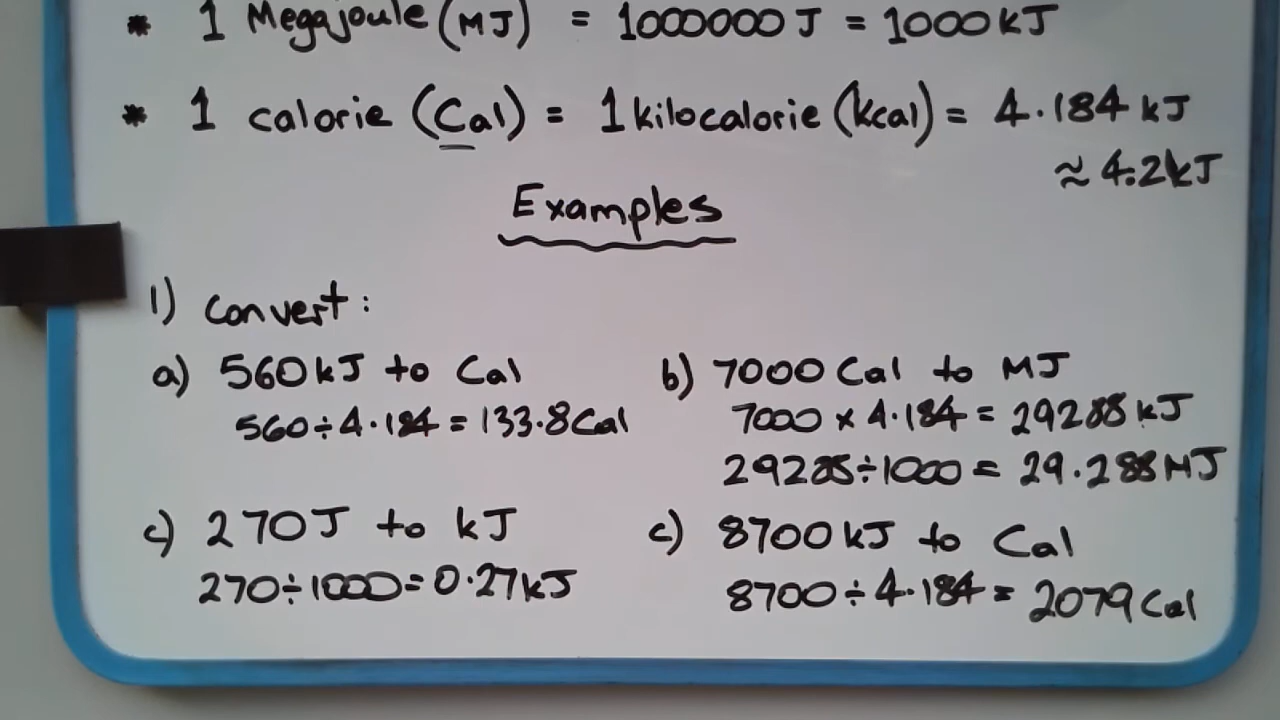 * 1 Megajoule (MJ) = 1000000 J = 1000 kJ
* 1 calorie (Cal) = 1 kilocalorie (kcal) = 4.184 kJ
≈ 4.2kJ
Examples
1) Convert:
a) 560 kJ to Cal
560 ÷ 4.184 = 133.8 Cal
b) 7000 Cal to MJ
7000 × 4.184 = 29288 kJ
29288 ÷ 1000 = 29.288 MJ
c) 270 J to kJ
270 ÷ 1000 = 0.27 kJ
c) 8700 kJ to Cal
8700 ÷ 4.184 = 2079 Cal